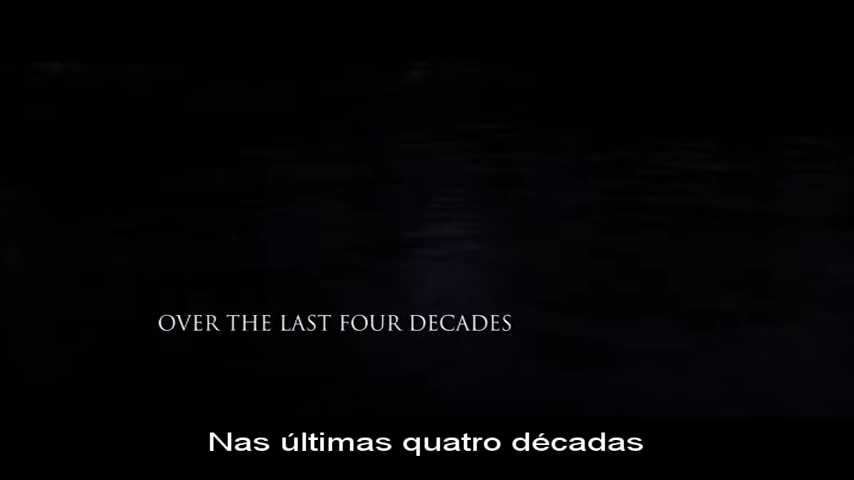 OVER THE LAST FOUR DECADES
Nas últimas quatro décadas